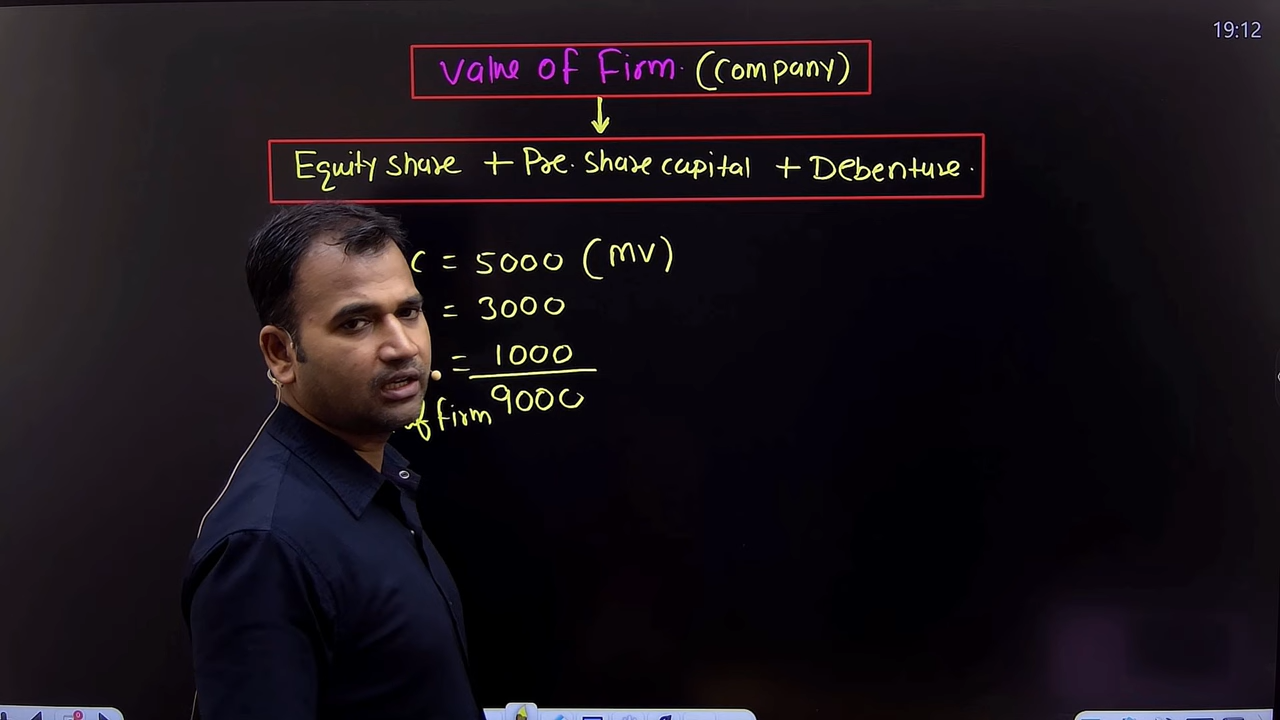 19:12
Value of Firm. (Company)
Equity share + Pre. Share capital + Debenture.
C = 5000 (MV)
= 3000
= 1000
of firm 9000